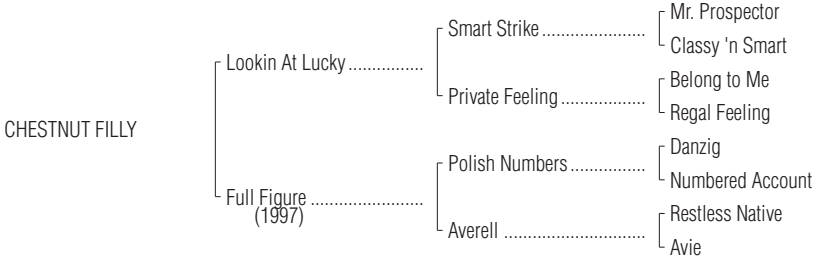 CHESTNUT FILLY
Lookin At Lucky ................
Full Figure ........................
(1997)
Smart Strike ......................
Private Feeling ..................
Polish Numbers ................
Averell ..............................
Mr. Prospector
Classy 'n Smart
Belong to Me
Regal Feeling
Danzig
Numbered Account
Restless Native
Avie